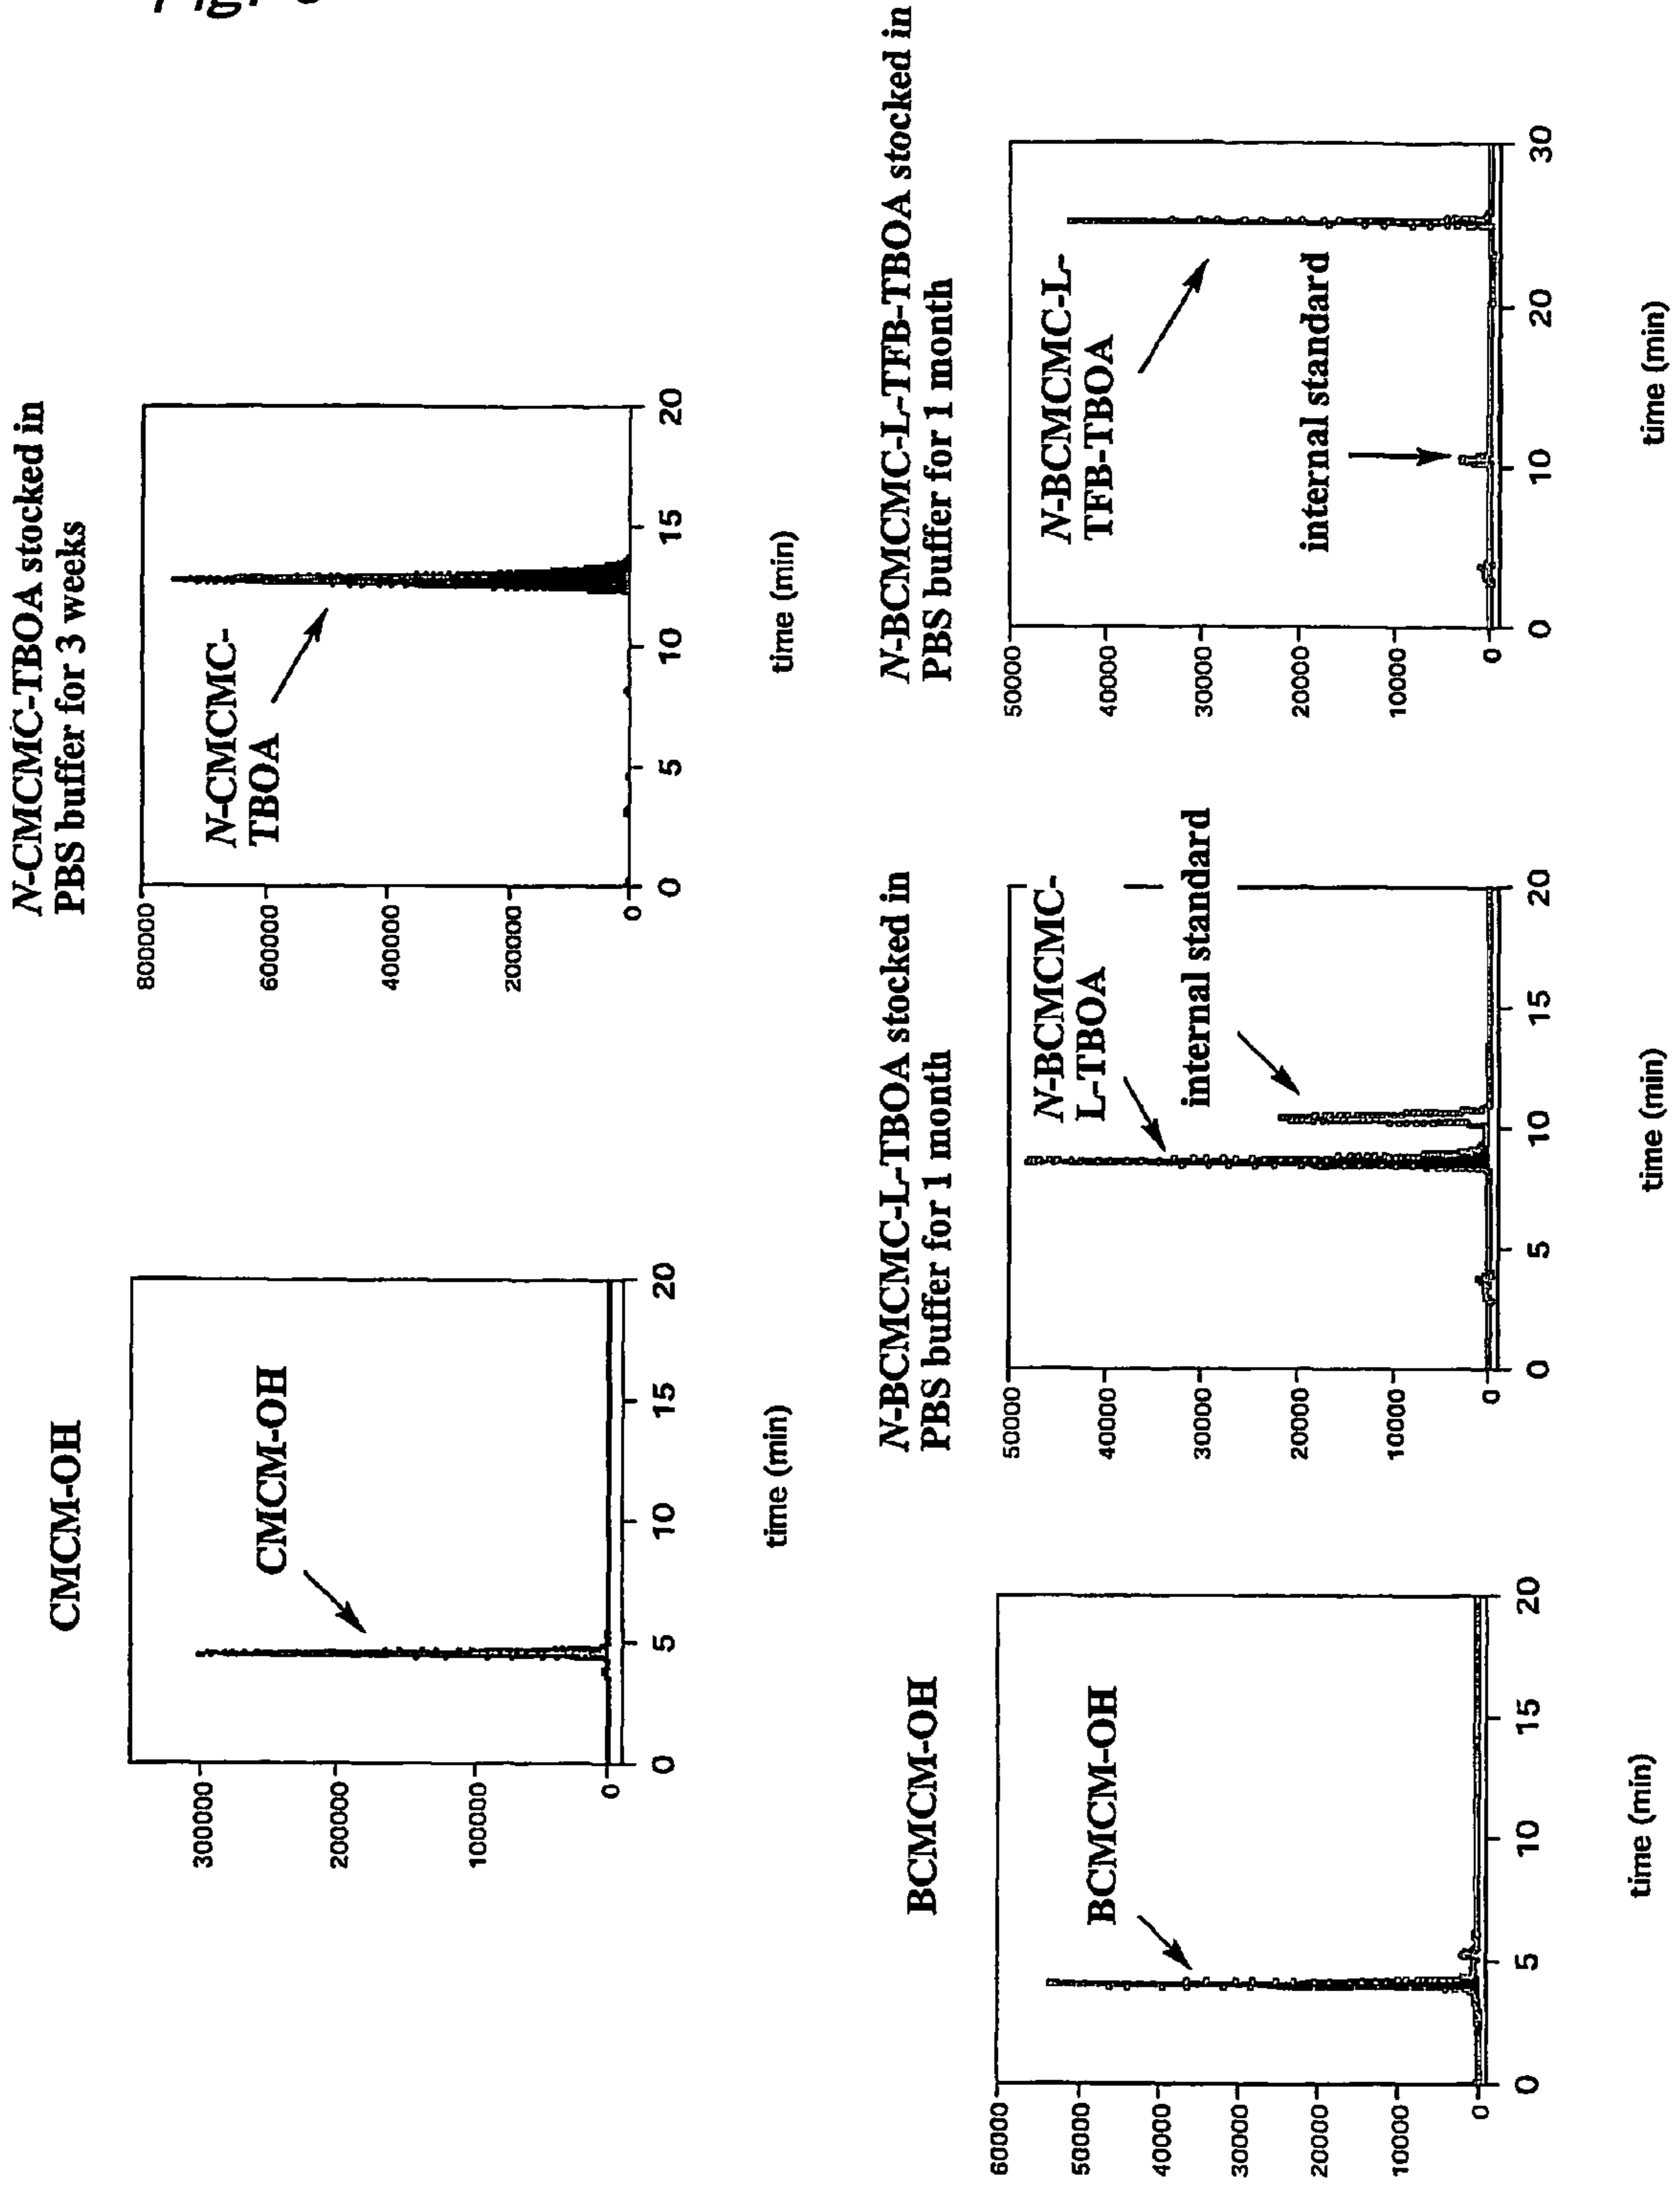 Fig.
CMCM-OH
300000
200000
100000
0
CMCM-OH
0 5 10 15 20
time (min)
N-CMCMC-TBOA stocked in
PBS buffer for 3 weeks
800000
600000
400000
200000
0
N-CMCMC-
TBOA
0 5 10 15 20
time (min)
BCMCM-OH
60000
50000
40000
30000
20000
10000
0
BCMCM-OH
0 5 10 15 20
time (min)
N-BCMCMC-L-TBOA stocked in
PBS buffer for 1 month
50000
40000
30000
20000
10000
0
N-BCMCMC-
L-TBOA
internal standard
0 5 10 15 20
time (min)
N-BCMCMC-L-TFB-TBOA stocked in
PBS buffer for 1 month
50000
40000
30000
20000
10000
0
N-BCMCMC-L-
TFB-TBOA
internal standard
0 10 20 30
time (min)